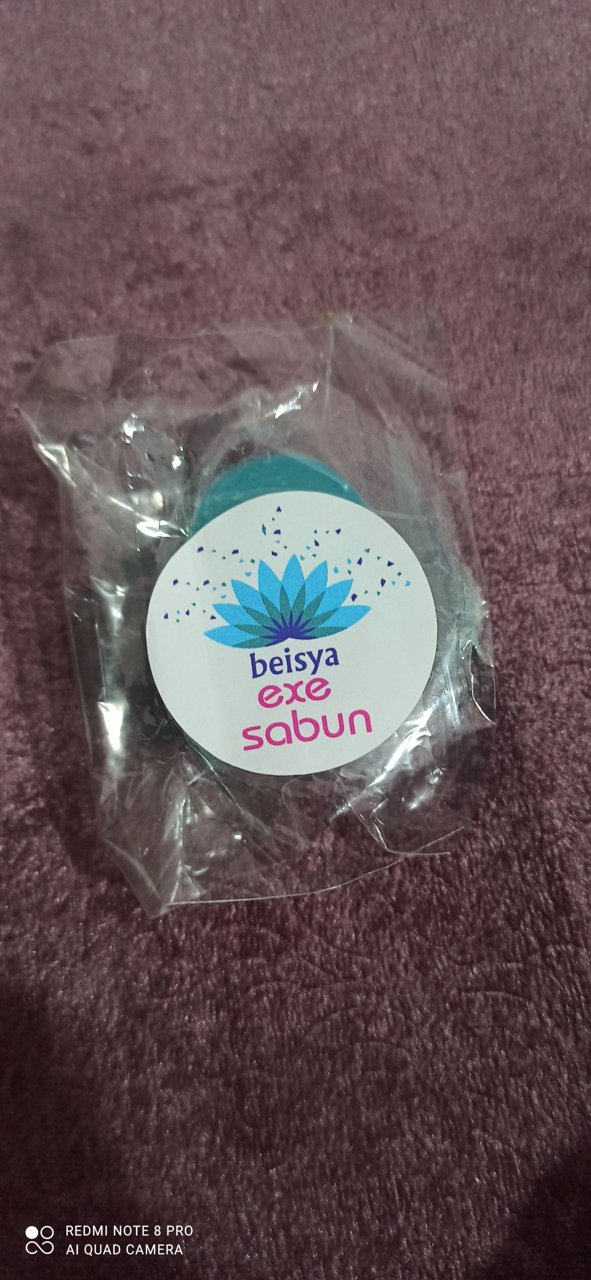 beisya
exe
sabun
REDMI NOTE 8 PRO
AI QUAD CAMERA